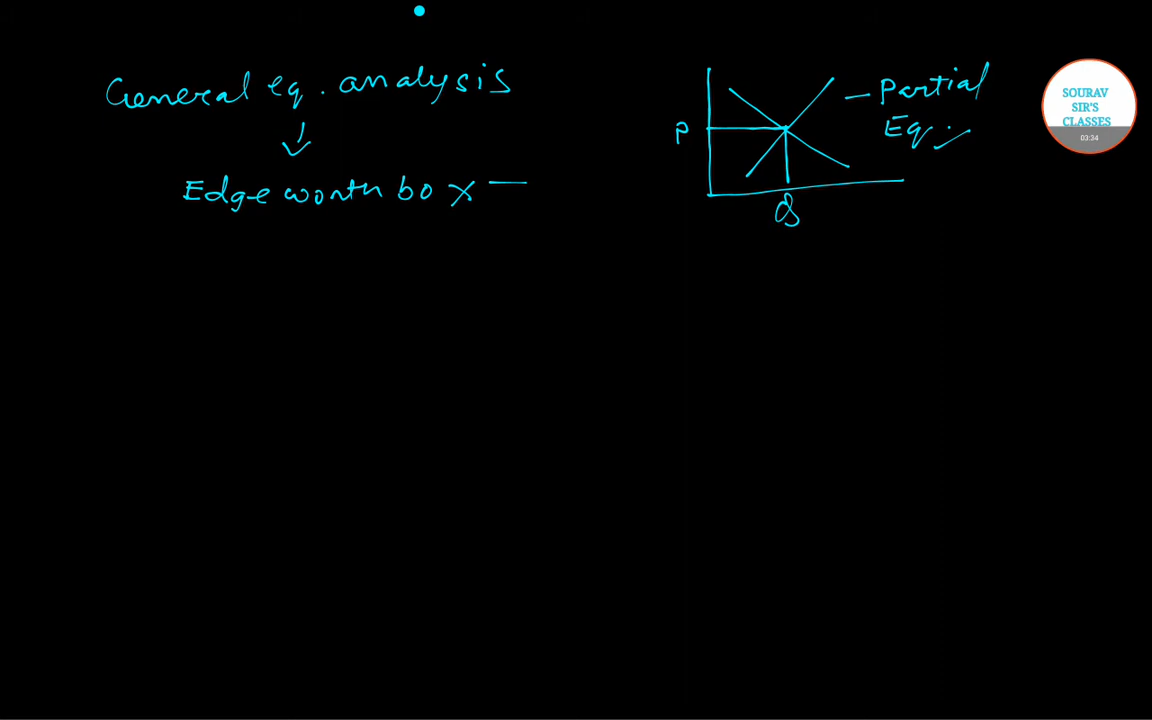 General eq. analysis
Edgeworth box —
P
Q
– Partial
Eq.
SOURAV
SIR'S
CLASSES
03:34